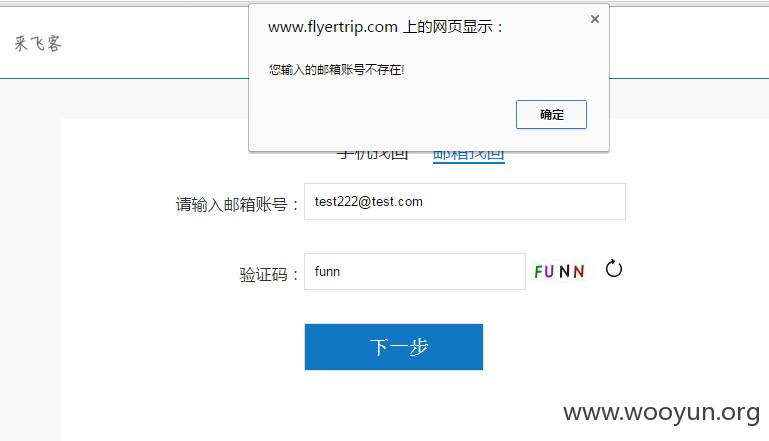 www.flyertrip.com 上的网页显示：
来飞客
您输入的邮箱账号不存在!
确定
手机找回 邮箱找回
请输入邮箱账号： test222@test.com
验证码： funn FUNN
下一步
www.wooyun.org